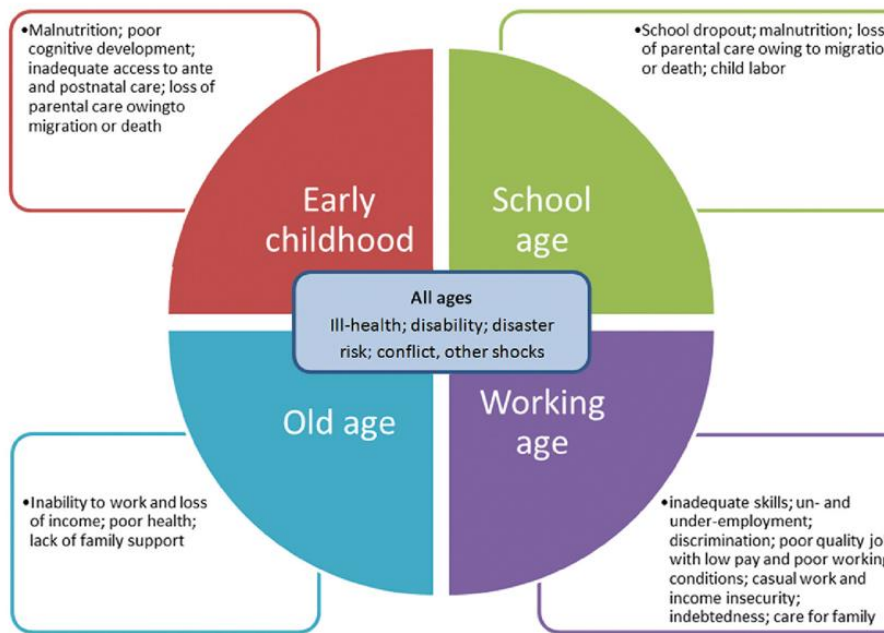 •Malnutrition; poor
cognitive development;
inadequate access to ante
and postnatal care; loss of
parental care owingto
migration or death
•School dropout; malnutrition; loss
of parental care owing to migratio
or death; child labor
Early
childhood
School
age
All ages
Ill-health; disability; disaster
risk; conflict, other shocks
Old age
Working
age
•Inability to work and loss
of income; poor health;
lack of family support
•inadequate skills; un- and
under-employment;
discrimination; poor quality jo
with low pay and poor working
conditions; casual work and
income insecurity;
indebtedness; care for family